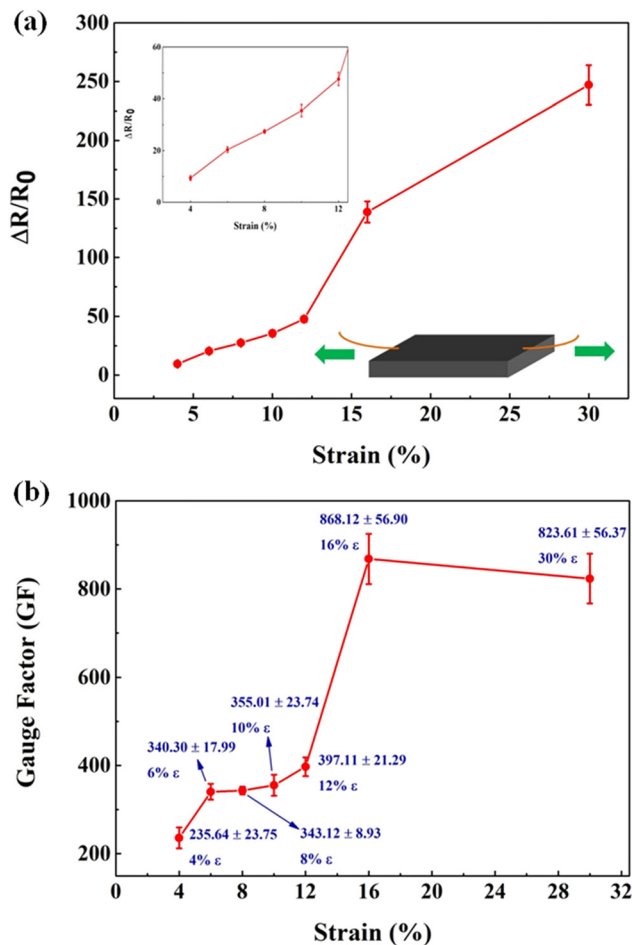 (a)
300
250
200
150
100
50
0
ΔR/R0
0 5 10 15 20 25 30
Strain (%)
60
40
20
0
ΔR/R0
4 8 12
Strain (%)
(b)
1000
800
600
400
200
Gauge Factor (GF)
868.12 ± 56.90
16% ε
823.61 ± 56.37
30% ε
355.01 ± 23.74
10% ε
340.30 ± 17.99
6% ε
397.11 ± 21.29
12% ε
235.64 ± 23.75
4% ε
343.12 ± 8.93
8% ε
0 4 8 12 16 20 24 28 32
Strain (%)